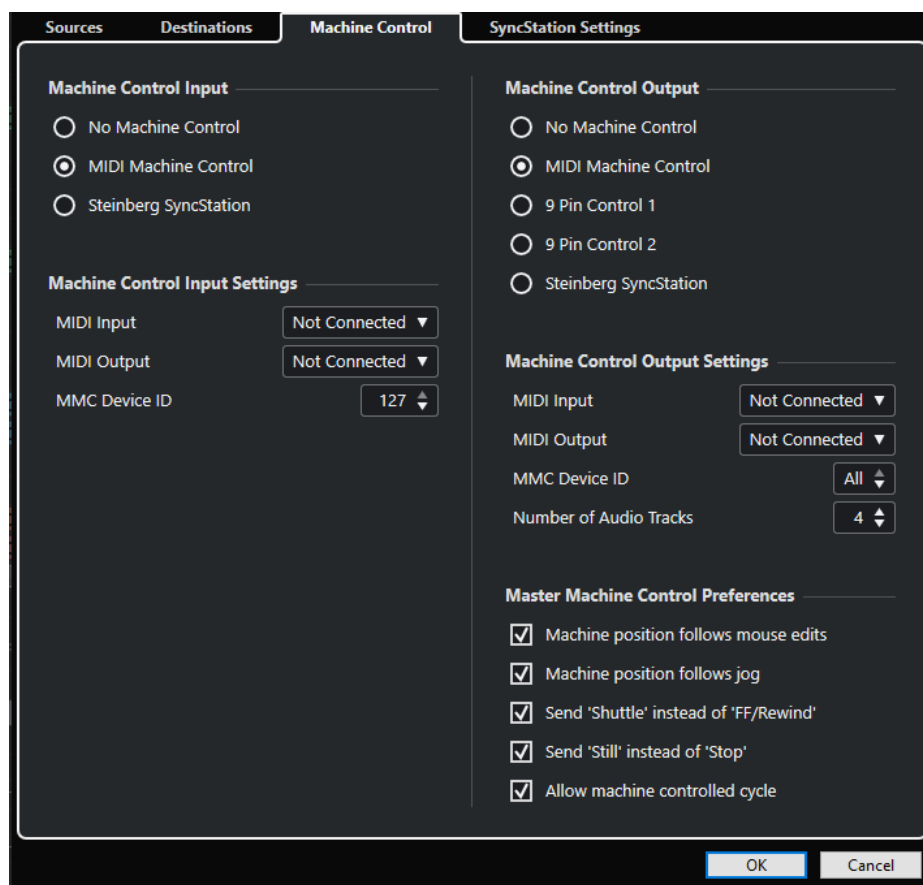 Sources Destinations Machine Control SyncStation Settings
Machine Control Input
No Machine Control
MIDI Machine Control
Steinberg SyncStation
Machine Control Input Settings
MIDI Input Not Connected
MIDI Output Not Connected
MMC Device ID 127
Machine Control Output
No Machine Control
MIDI Machine Control
9 Pin Control 1
9 Pin Control 2
Steinberg SyncStation
Machine Control Output Settings
MIDI Input Not Connected
MIDI Output Not Connected
MMC Device ID All
Number of Audio Tracks 4
Master Machine Control Preferences
Machine position follows mouse edits
Machine position follows jog
Send 'Shuttle' instead of 'FF/Rewind'
Send 'Still' instead of 'Stop'
Allow machine controlled cycle
OK Cancel